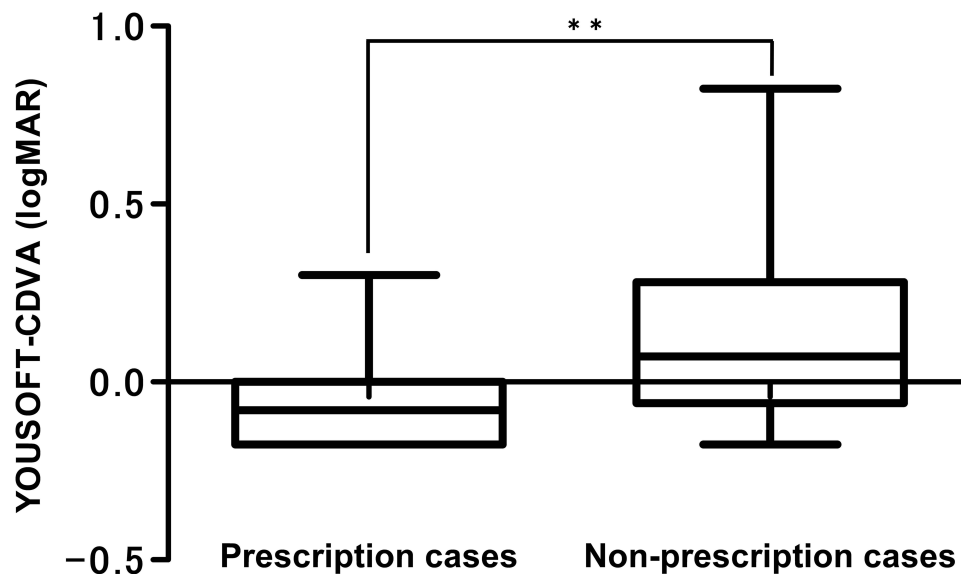 1.0
**
0.5
0.0
−0.5
YOUSOFT-CDVA (logMAR)
Prescription cases
Non-prescription cases